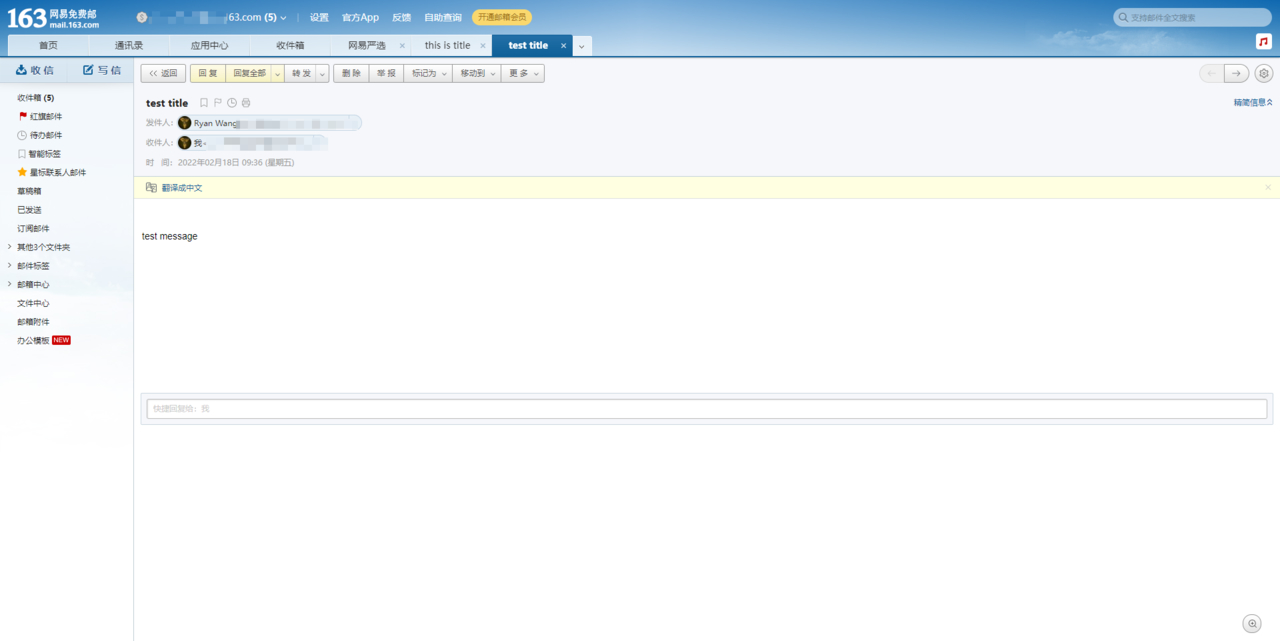 163 网易免费邮
mail.163.com
63.com (5)
设置 官方App 反馈 自助查询 开通邮箱会员
支持邮件全文搜索
首页 通讯录 应用中心 收件箱 网易严选 × this is title × test title ×
收 信 写 信
<< 返回 回 复 回复全部 转 发 删 除 举 报 标记为 移动到 更 多
收件箱 (5)
红旗邮件
待办邮件
智能标签
星标联系人邮件
草稿箱
已发送
订阅邮件
其他3个文件夹
邮件标签
邮箱中心
文件中心
邮箱附件
办公模板 NEW
test title
精简信息
发件人: Ryan Wang
收件人: 我
时 间: 2022年02月18日 09:36 (星期五)
翻译成中文
test message
快捷回复给: 我